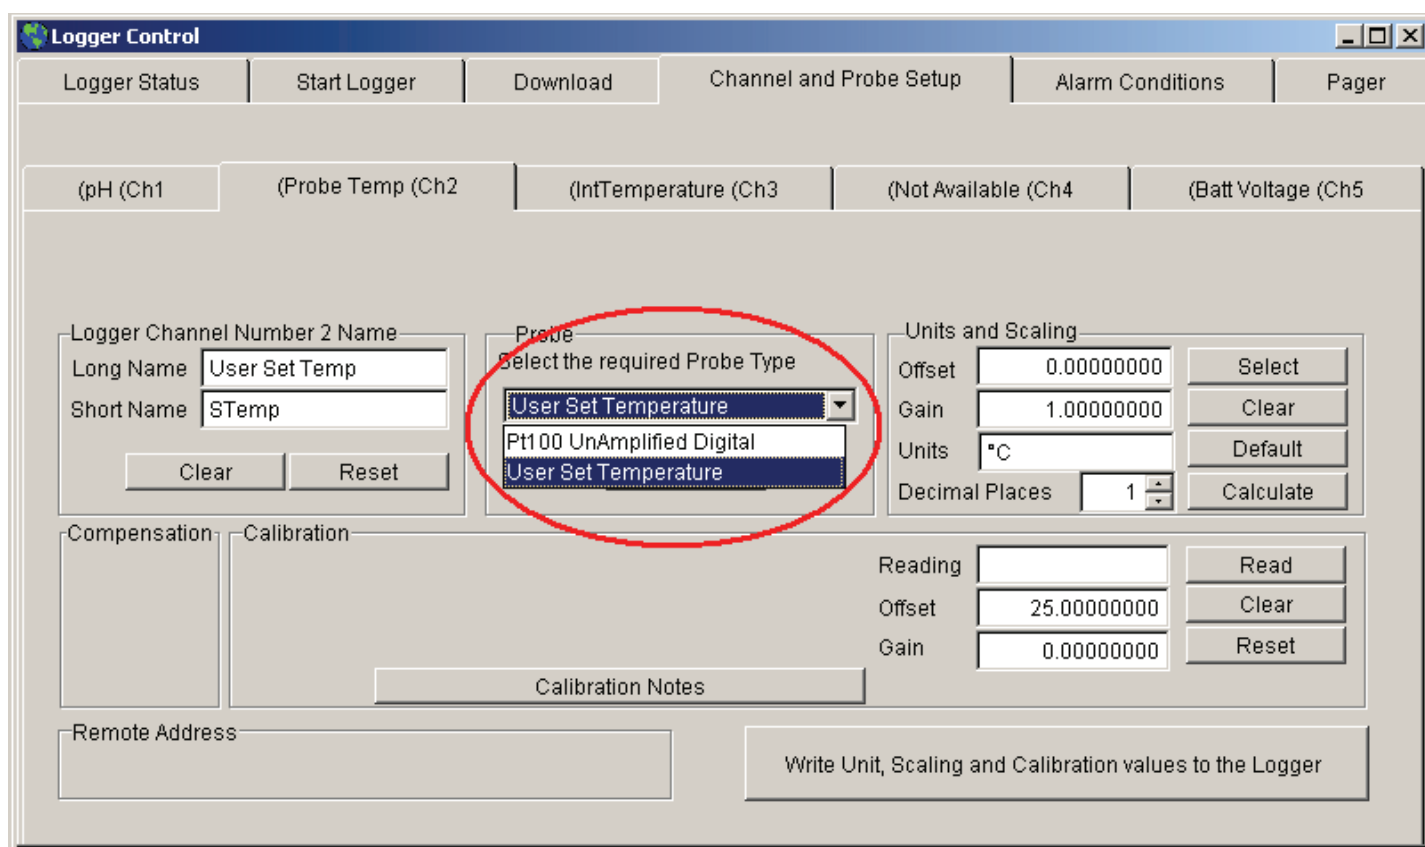 Logger Control
Logger Status Start Logger Download Channel and Probe Setup Alarm Conditions Pager
(pH (Ch1 (Probe Temp (Ch2 (IntTemperature (Ch3 (Not Available (Ch4 (Batt Voltage (Ch5
Logger Channel Number 2 Name
Long Name User Set Temp
Short Name STemp
Clear Reset
Probe
Select the required Probe Type
User Set Temperature
Pt100 UnAmplified Digital
User Set Temperature
Units and Scaling
Offset 0.00000000 Select
Gain 1.00000000 Clear
Units °C Default
Decimal Places 1 Calculate
Compensation
Calibration
Reading Read
Offset 25.00000000 Clear
Gain 0.00000000 Reset
Calibration Notes
Remote Address
Write Unit, Scaling and Calibration values to the Logger